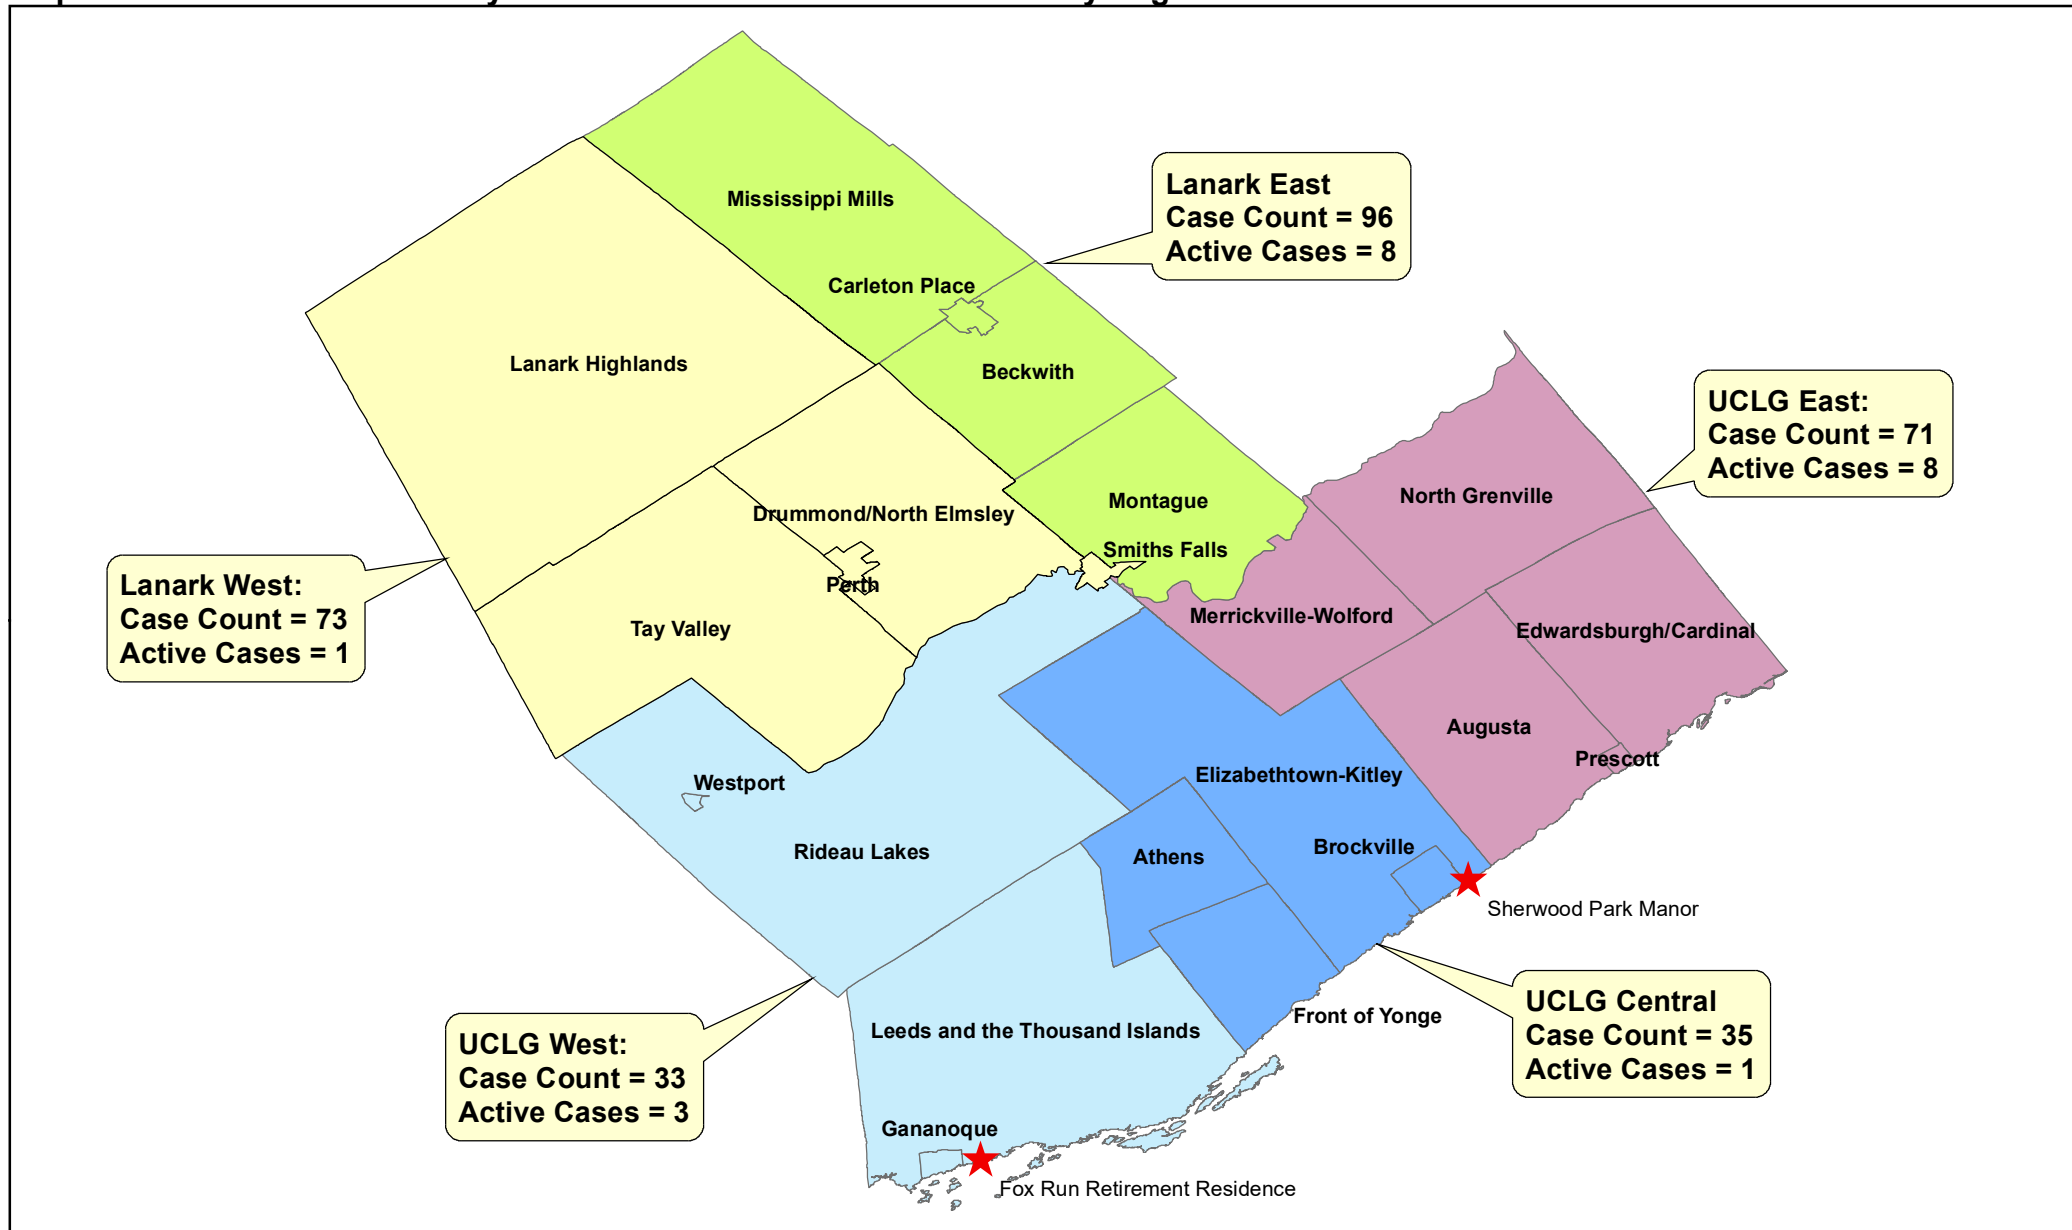 Mississippi Mills
Lanark East
Case Count = 96
Active Cases = 8
Carleton Place
Lanark Highlands
Beckwith
UCLG East:
Case Count = 71
Active Cases = 8
North Grenville
Montague
Drummond/North Elmsley
Smiths Falls
Lanark West:
Case Count = 73
Active Cases = 1
Perth
Merrickville-Wolford
Tay Valley
Edwardsburgh/Cardinal
Augusta
Prescott
Elizabethtown-Kitley
Westport
Brockville
Rideau Lakes
Athens
Sherwood Park Manor
UCLG Central
Case Count = 35
Active Cases = 1
Front of Yonge
Leeds and the Thousand Islands
UCLG West:
Case Count = 33
Active Cases = 3
Gananoque
Fox Run Retirement Residence